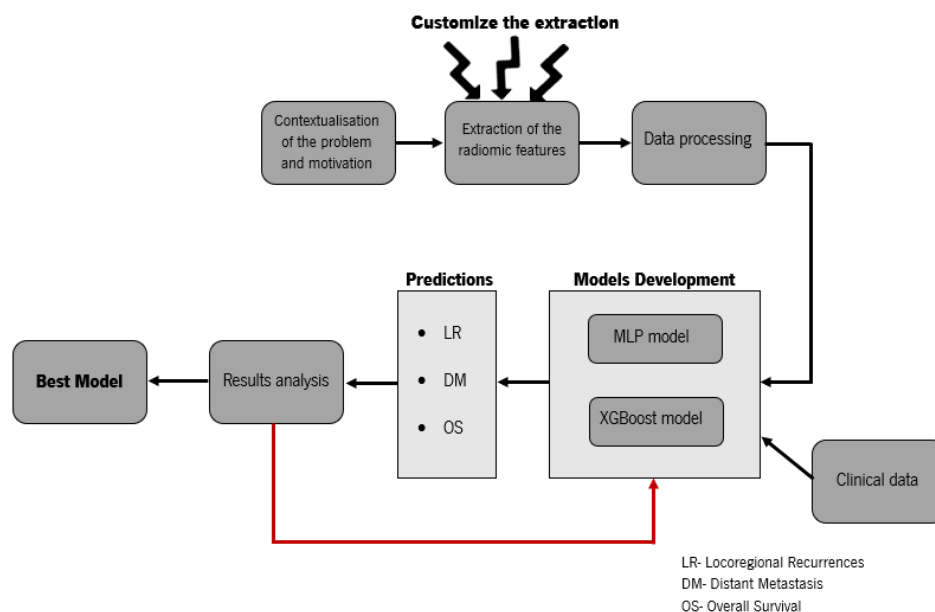 Customize the extraction
Contextualisation
of the problem
and motivation
Extraction of the
radiomic features
Data processing
Predictions
Models Development
• LR
• DM
• OS
MLP model
XGBoost model
Best Model
Results analysis
Clinical data
LR- Locoregional Recurrences
DM- Distant Metastasis
OS- Overall Survival